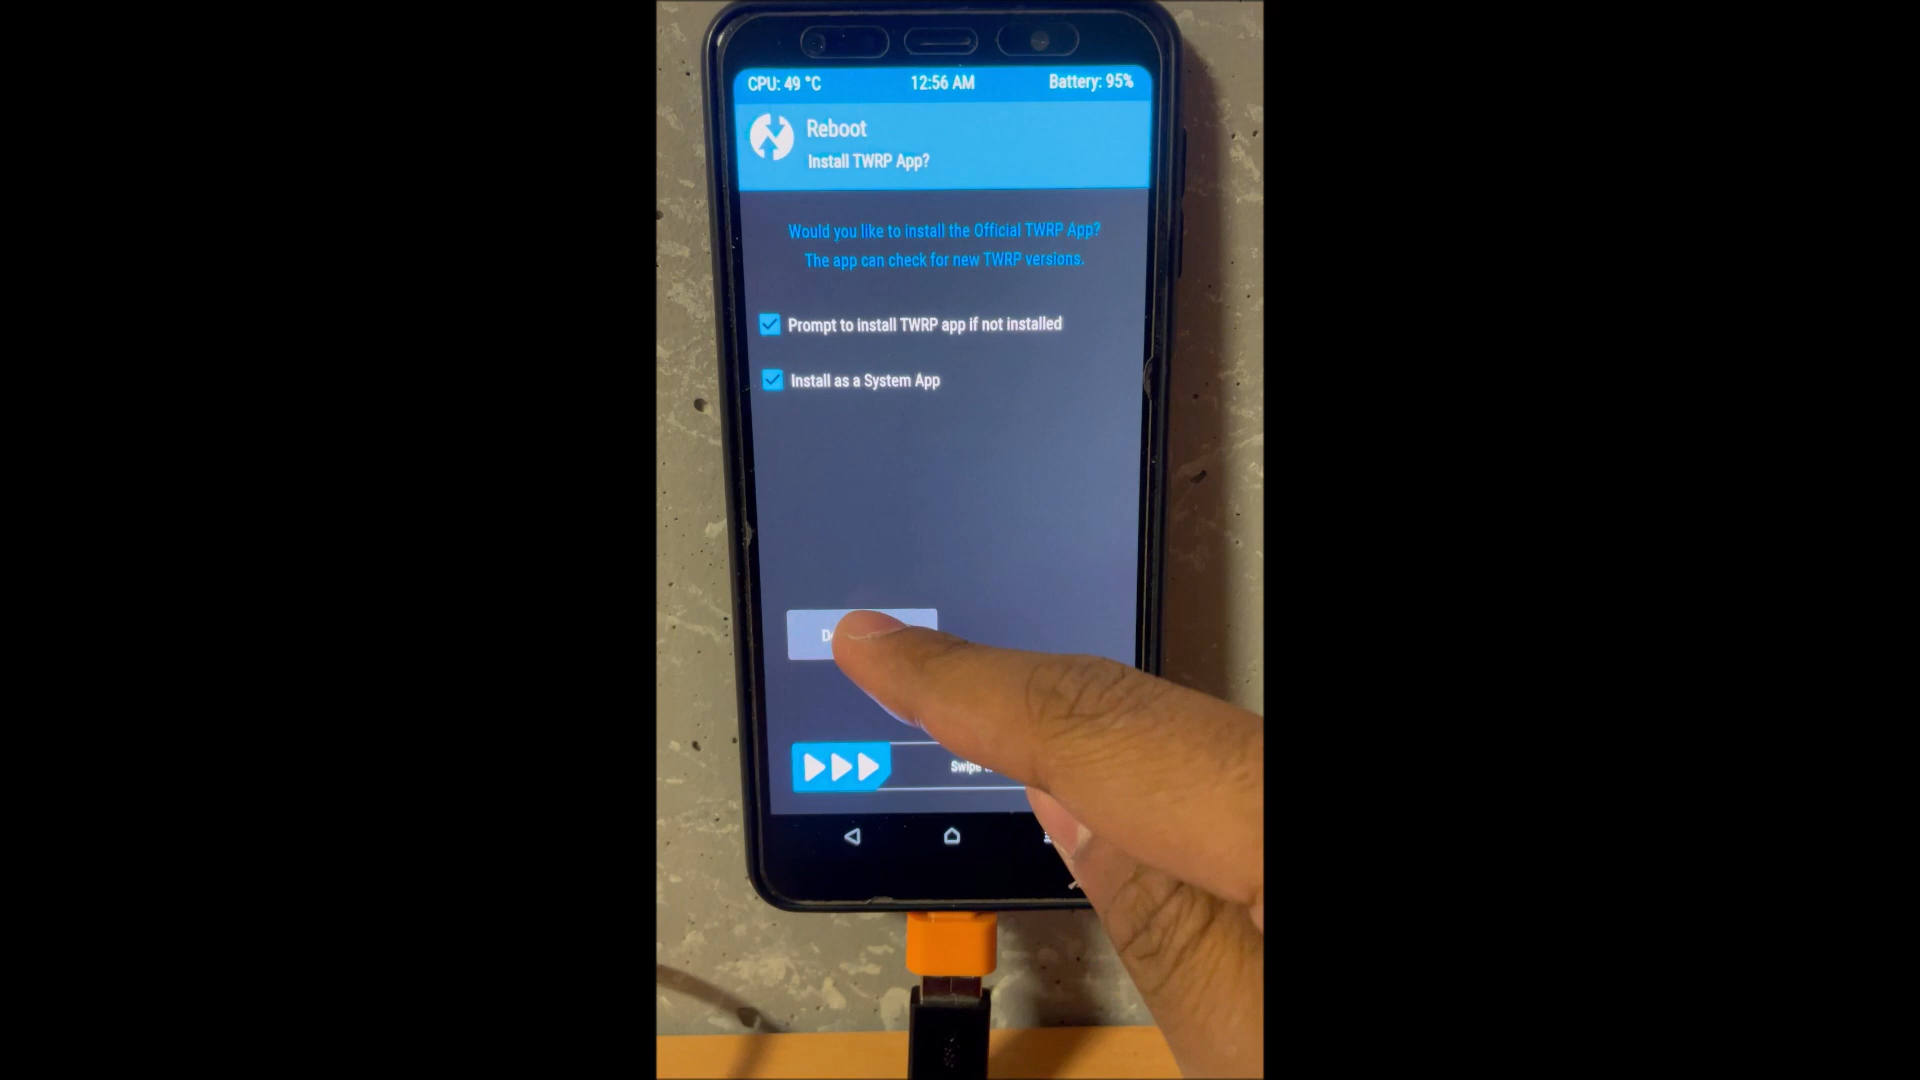 CPU: 49 °C 12:56 AM Battery: 95%
Reboot
Install TWRP App?
Would you like to install the Official TWRP App?
The app can check for new TWRP versions.
Prompt to install TWRP app if not installed
Install as a System App
Swipe